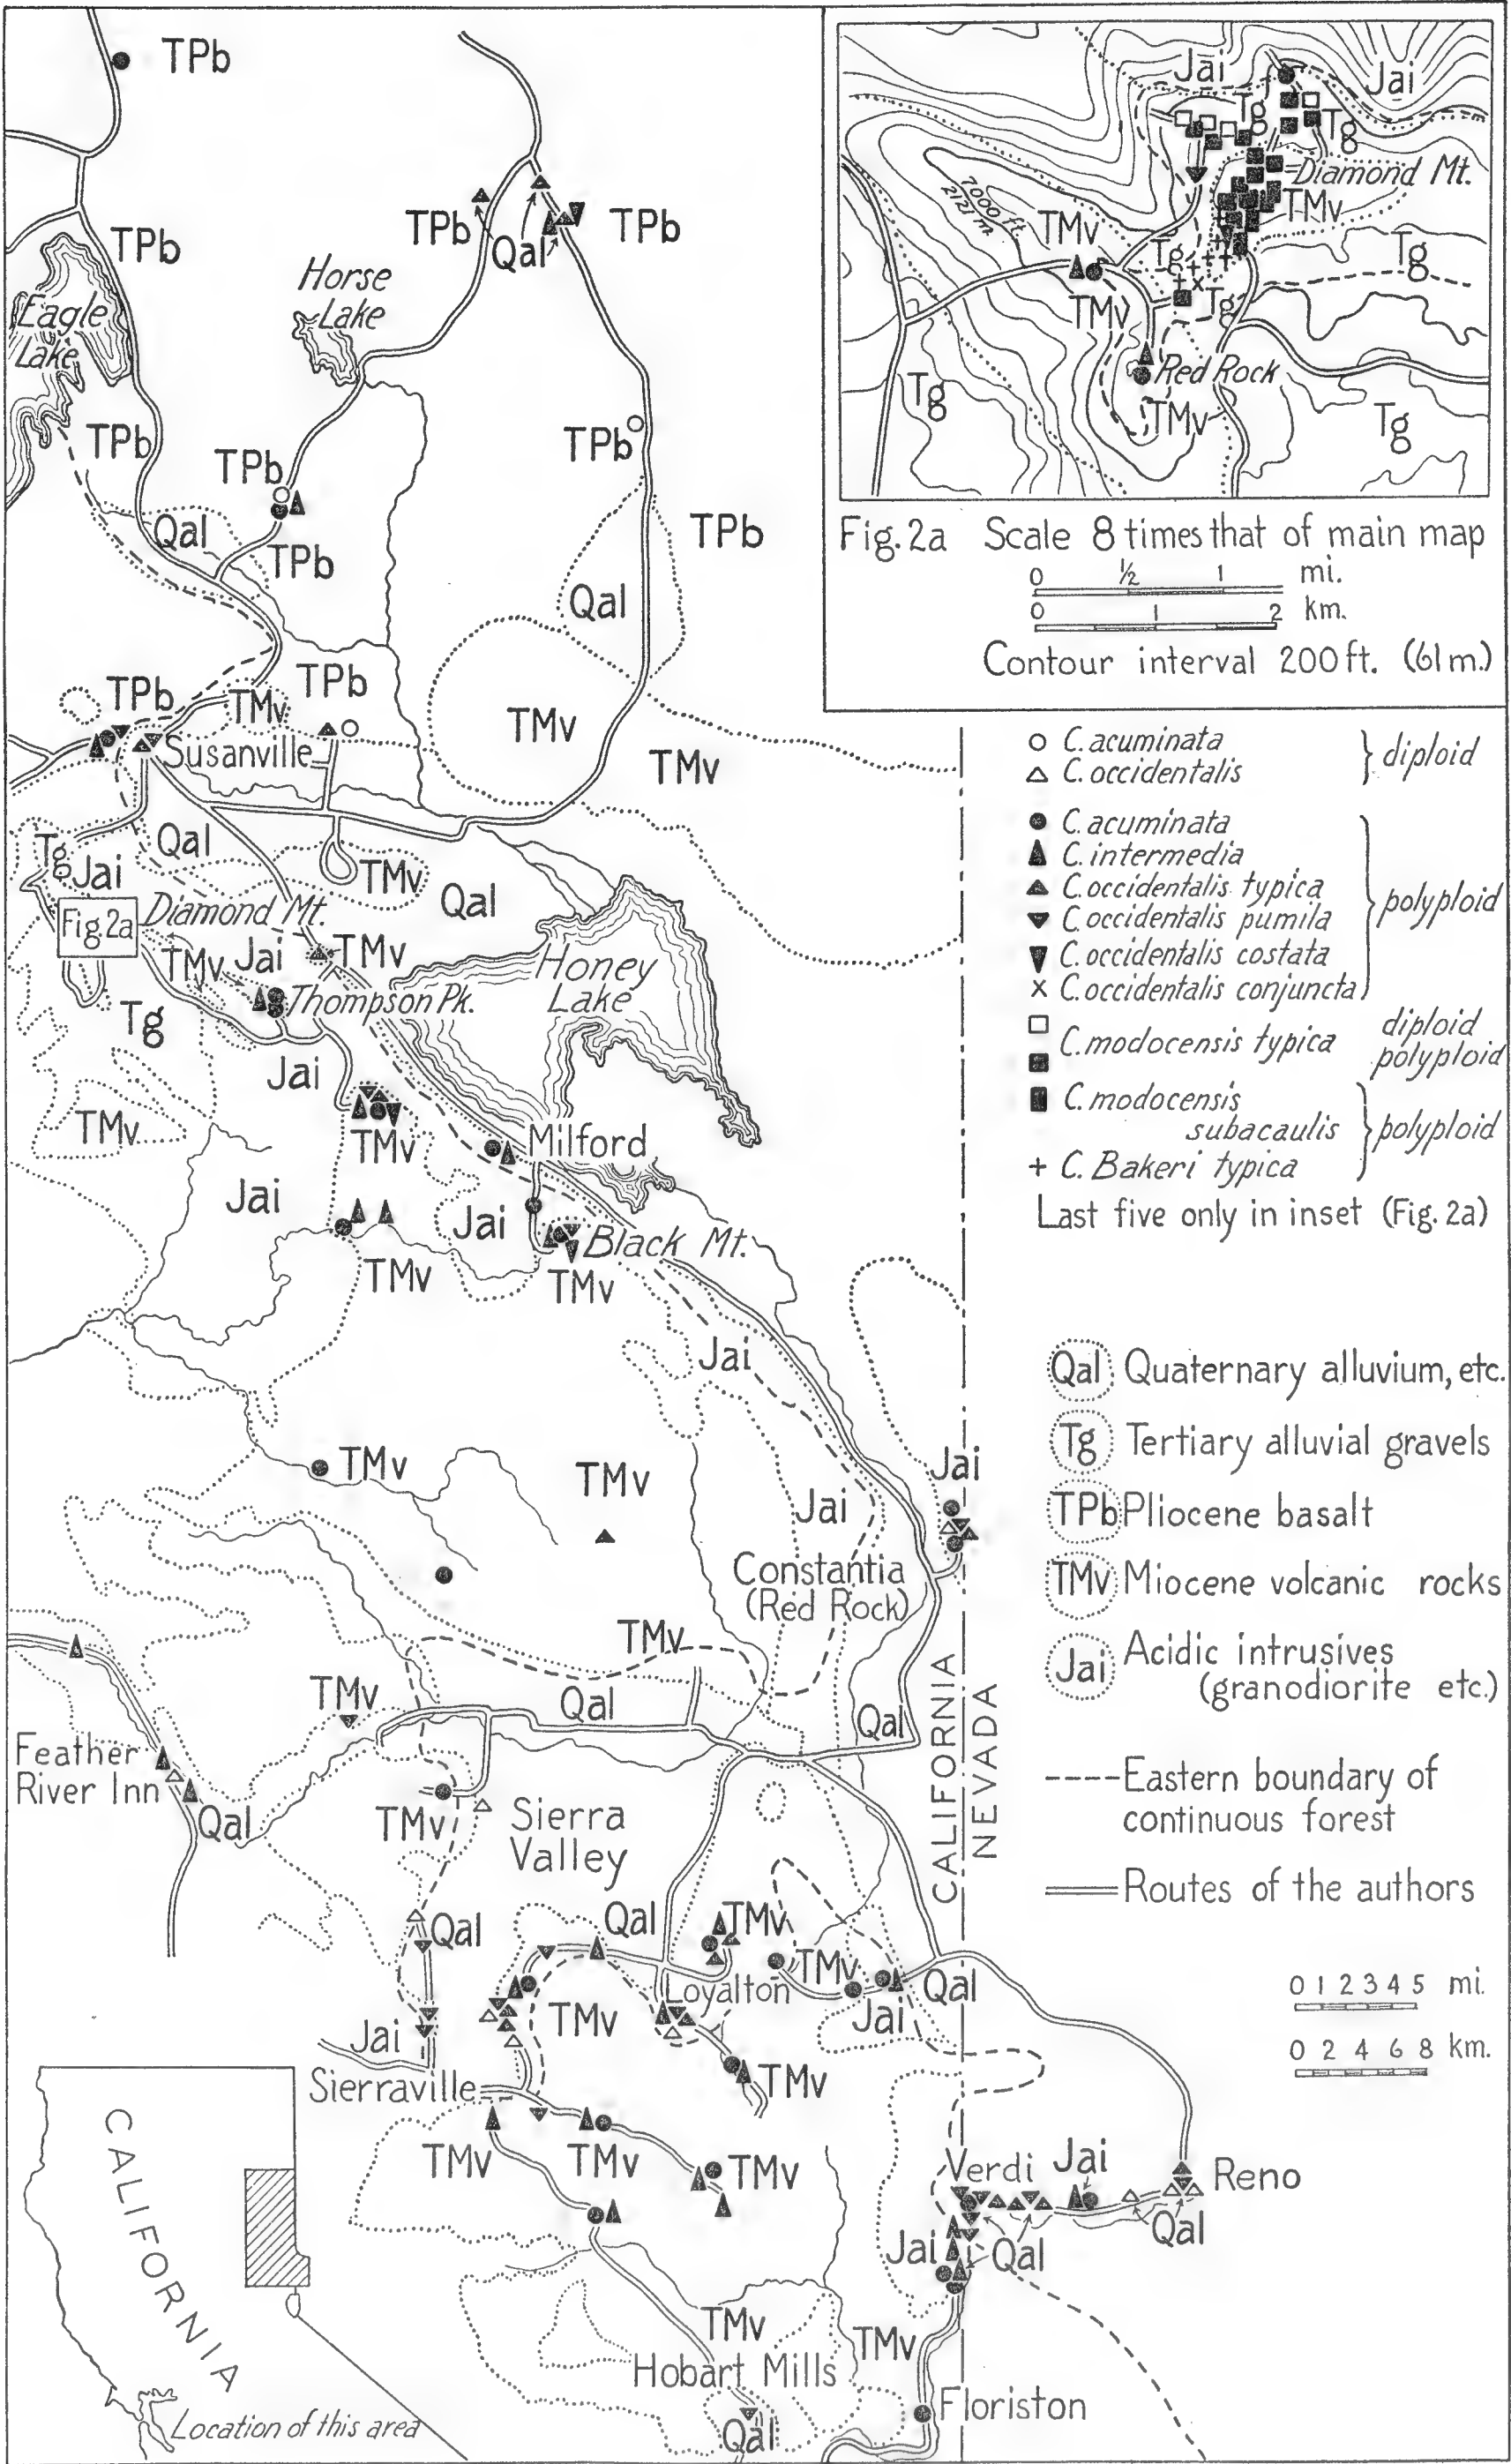 TPb
Jai
Jai
Tg
Tg
Diamond Mt.
TMv
7000 ft.
2121 m.
TMv
Tg
Tg
TMv
Tg
Red Rock
Tg
TMv
Tg
Fig. 2a Scale 8 times that of main map
0 ½ 1 mi.
0 1 2 km.
Contour interval 200 ft. (61 m.)
TPb
TPb
Qal
TPb
Horse
Lake
Eagle
Lake
TPb
TPb
TPb
TPb
Qal
TPb
TPb
Qal
TPb
TMv
TPb
TMv
TMv
Susanville
C. acuminata
C. occidentalis
diploid
C. acuminata
C. intermedia
C. occidentalis typica
C. occidentalis pumila
C. occidentalis costata
x C. occidentalis conjuncta
polyploid
C. modocensis typica
diploid
polyploid
C. modocensis
subacaulis
+ C. Bakeri typica
polyploid
Last five only in inset (Fig. 2a)
Tg
Jai
Qal
TMv
Qal
Fig. 2a
Diamond Mt.
TMv
Jai
TMv
Honey
Lake
Thompson Pk.
Tg
Jai
TMv
TMv
Milford
Jai
Jai
Black Mt.
TMv
TMv
Jai
Qal Quaternary alluvium, etc.
Tg Tertiary alluvial gravels
TPb Pliocene basalt
TMv Miocene volcanic rocks
Jai Acidic intrusives
(granodiorite etc.)
Eastern boundary of
continuous forest
Routes of the authors
TMv
TMv
Jai
Jai
Constantia
(Red Rock)
TMv
TMv
Qal
Qal
CALIFORNIA
NEVADA
Feather
River Inn
Qal
TMv
Sierra
Valley
Qal
Qal
TMv
TMv
Loyalton
Qal
Jai
TMv
Jai
Sierraville
TMv
0 1 2 3 4 5 mi.
0 2 4 6 8 km.
TMv
TMv
TMv
Verdi
Jai
Reno
Qal
Jai
Qal
TMv
TMv
Hobart Mills
Floriston
Qal
CALIFORNIA
Location of this area